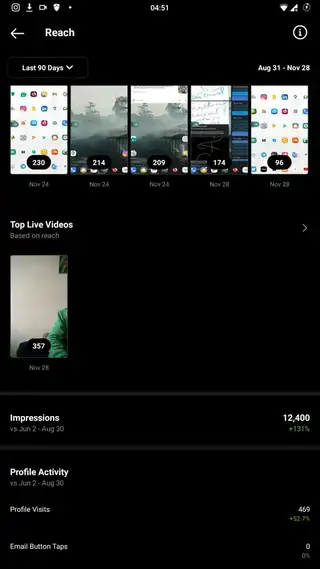 04:51
Reach
Last 90 Days
Aug 31 - Nov 28
230
214
209
174
96
Nov 24
Nov 24
Nov 24
Nov 28
Nov 28
Top Live Videos
Based on reach
357
Nov 28
Impressions
12,400
vs Jun 2 - Aug 30
+131%
Profile Activity
vs Jun 2 - Aug 30
Profile Visits
469
+52.7%
Email Button Taps
0
0%